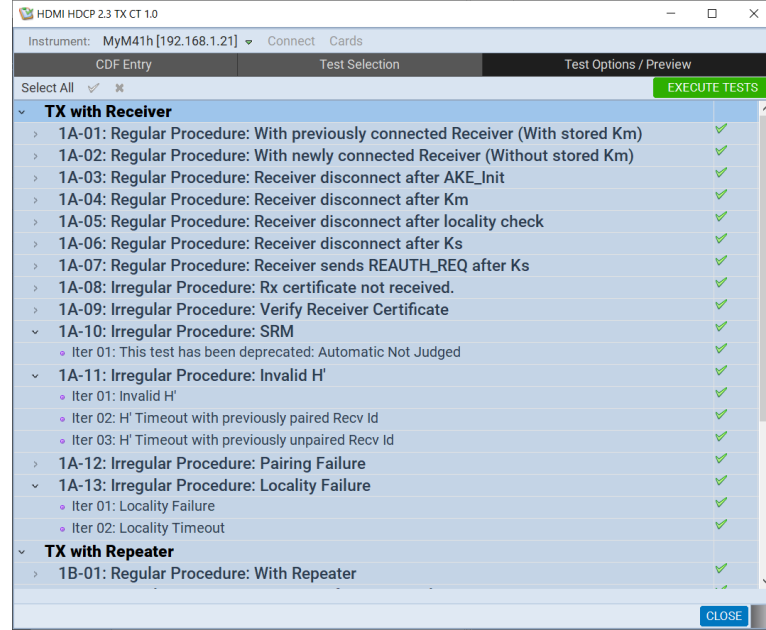 HDMI HDCP 2.3 TX CT 1.0
Instrument: MyM41h [192.168.1.21] Connect Cards
CDF Entry Test Selection Test Options / Preview
Select All EXECUTE TESTS
TX with Receiver
1A-01: Regular Procedure: With previously connected Receiver (With stored Km)
1A-02: Regular Procedure: With newly connected Receiver (Without stored Km)
1A-03: Regular Procedure: Receiver disconnect after AKE_Init
1A-04: Regular Procedure: Receiver disconnect after Km
1A-05: Regular Procedure: Receiver disconnect after locality check
1A-06: Regular Procedure: Receiver disconnect after Ks
1A-07: Regular Procedure: Receiver sends REAUTH_REQ after Ks
1A-08: Irregular Procedure: Rx certificate not received.
1A-09: Irregular Procedure: Verify Receiver Certificate
1A-10: Irregular Procedure: SRM
Iter 01: This test has been deprecated: Automatic Not Judged
1A-11: Irregular Procedure: Invalid H'
Iter 01: Invalid H'
Iter 02: H' Timeout with previously paired Recv Id
Iter 03: H' Timeout with previously unpaired Recv Id
1A-12: Irregular Procedure: Pairing Failure
1A-13: Irregular Procedure: Locality Failure
Iter 01: Locality Failure
Iter 02: Locality Timeout
TX with Repeater
1B-01: Regular Procedure: With Repeater
CLOSE